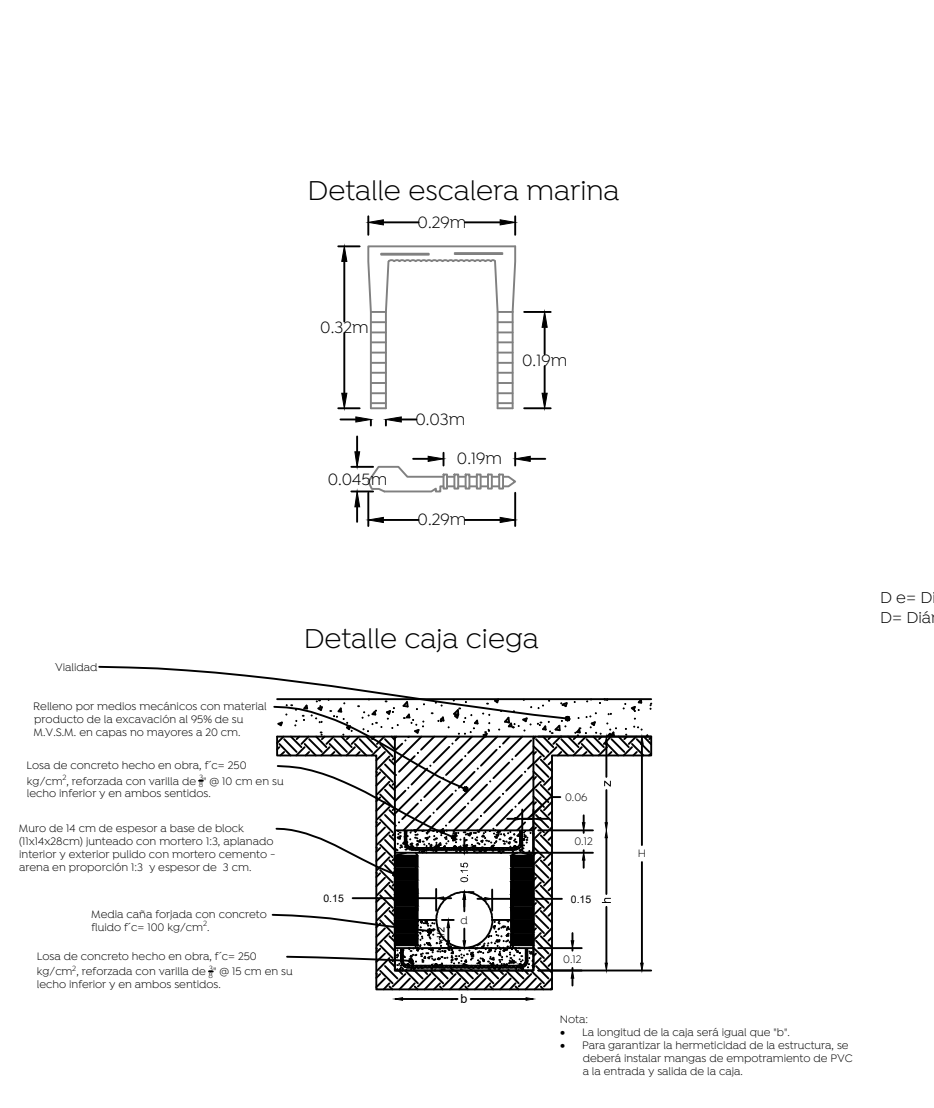 Detalle escalera marina
0.29m
0.32m
0.19m
0.03m
0.19m
0.045m
0.29m
D e= Di
D= Diár
Detalle caja ciega
Vialidad
Relleno por medios mecánicos con material
producto de la excavación al 95% de su
M.V.S.M. en capas no mayores a 20 cm.
Losa de concreto hecho en obra, f´c= 250
kg/cm², reforzada con varilla de @ 10 cm en su
lecho inferior y en ambos sentidos.
Muro de 14 cm de espesor a base de block
(11x14x28cm) junteado con mortero 1:3, aplanado
interior y exterior pulido con mortero cemento -
arena en proporción 1:3 y espesor de 3 cm.
Media caña forjada con concreto
fluido f´c= 100 kg/cm².
Losa de concreto hecho en obra, f´c= 250
kg/cm², reforzada con varilla de @ 15 cm en su
lecho inferior y en ambos sentidos.
z
0.06
0.12
H
0.15
0.15
0.15
h
d
0.12
b
Nota:
• La longitud de la caja será igual que "b".
• Para garantizar la hermeticidad de la estructura, se
deberá instalar mangas de empotramiento de PVC
a la entrada y salida de la caja.